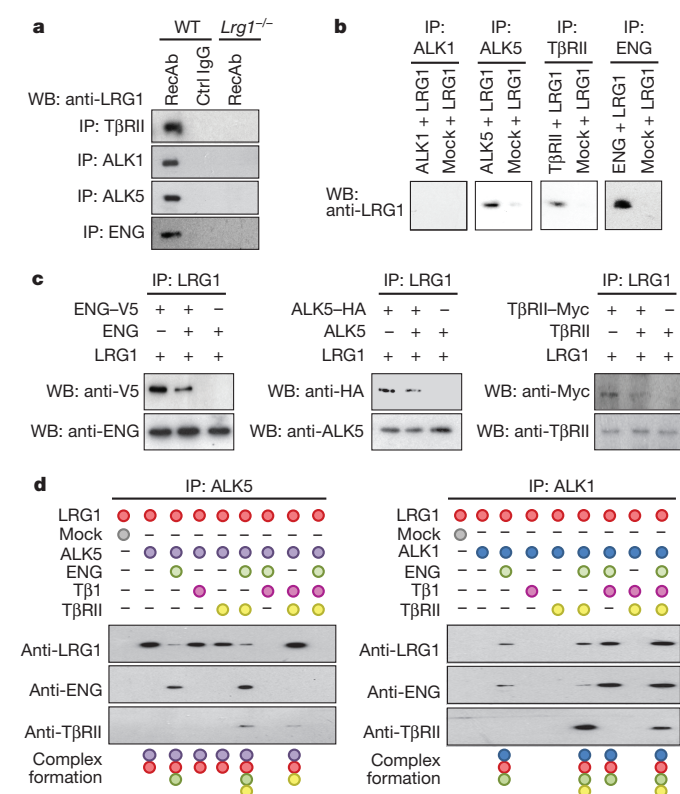 a
WT Lrg1–/–
WB: anti-LRG1 RecAb Ctrl IgG RecAb
IP: TβRII
IP: ALK1
IP: ALK5
IP: ENG
b
IP: ALK1 IP: ALK5 IP: TβRII IP: ENG
ALK1 + LRG1 Mock + LRG1 ALK5 + LRG1 Mock + LRG1 TβRII + LRG1 Mock + LRG1 ENG + LRG1 Mock + LRG1
WB:
anti-LRG1
c
IP: LRG1
ENG–V5 + + –
ENG – + +
LRG1 + + +
WB: anti-V5
WB: anti-ENG
IP: LRG1
ALK5–HA + + –
ALK5 – + +
LRG1 + + +
WB: anti-HA
WB: anti-ALK5
IP: LRG1
TβRII–Myc + + –
TβRII – + +
LRG1 + + +
WB: anti-Myc
WB: anti-TβRII
d
IP: ALK5
LRG1
Mock – – – – – – – –
ALK5 –
ENG – – – – – –
Tβ1 – – – – –
TβRII – – – – –
Anti-LRG1
Anti-ENG
Anti-TβRII
Complex
formation
IP: ALK1
LRG1
Mock – – – – – – – –
ALK1 –
ENG – – – – –
Tβ1 – – – – –
TβRII – – – – –
Anti-LRG1
Anti-ENG
Anti-TβRII
Complex
formation